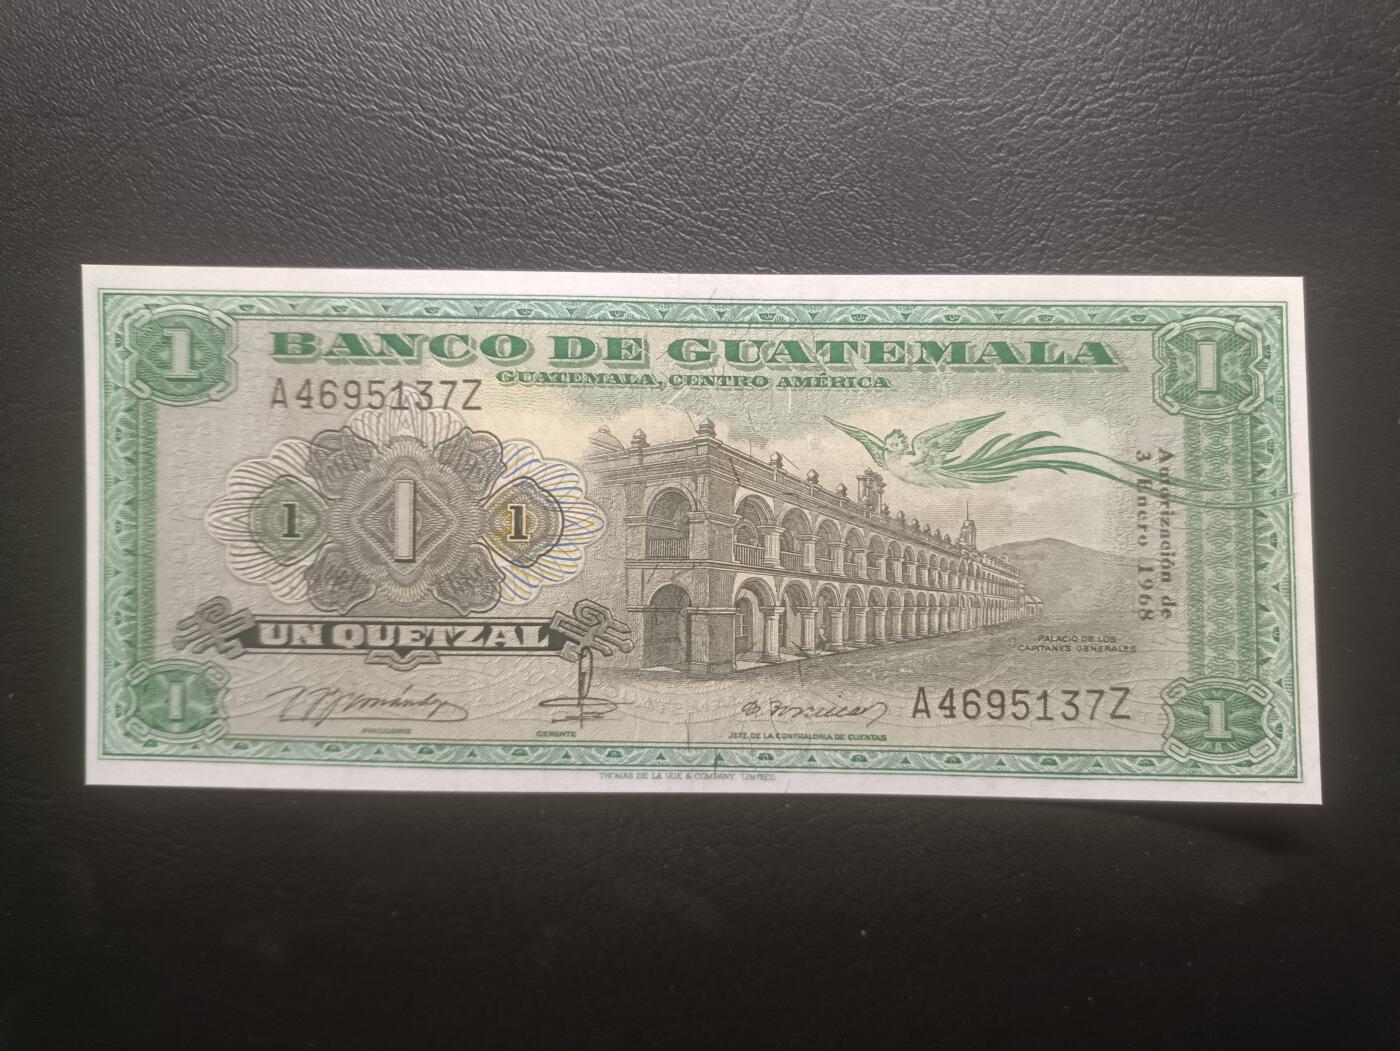 1
1
BANCO DE GUATEMALA
GUATEMALA, CENTRO AMÉRICA
A4695137Z
1
1
1
UN QUETZAL
Autorización de
3 Enero 1968
PALACIO DE LOS
CAPITANES GENERALES
A4695137Z
1
1
PRESIDENTE
GERENTE
JEFE DE LA CONTRALORIA DE CUENTAS
THOMAS DE LA RUE & COMPANY, LIMITED